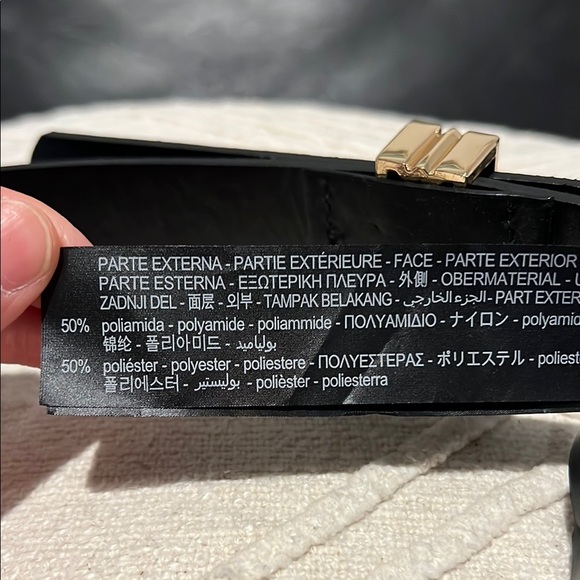 PARTE EXTERNA - PARTIE EXTÉRIEURE - FACE - PARTE EXTERIOR
PARTE ESTERNA - ΕΞΩΤΕΡΙΚΗ ΠΛΕΥΡΑ - 外側 - OBERMATERIAL -
ZADNJI DEL - 面层 - 외부 - TAMPAK BELAKANG - الجزء الخارجي - PART EXTER
50% poliamida - polyamide - poliammide - ΠΟΛΥΑΜΙΔΙΟ - ナイロン - polyamid
锦纶 - 폴리아미드 - بولياميد
50% poliéster - polyester - poliestere - ΠΟΛΥΕΣΤΕΡΑΣ - ポリエステル - polies
폴리에스터 - بوليستير - polièster - poliesterra